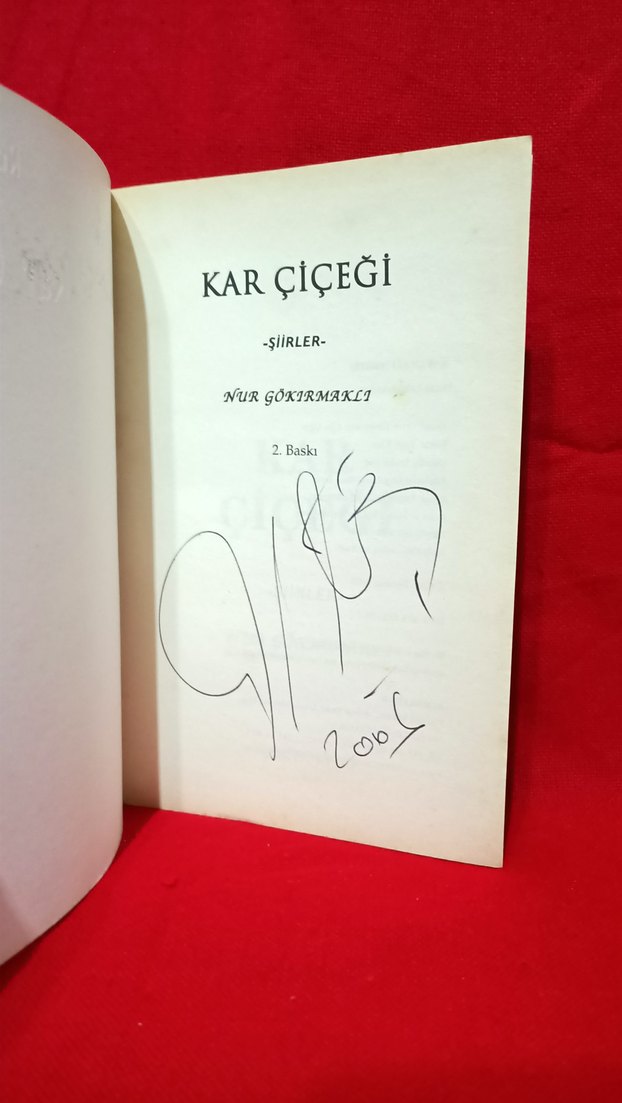 KAR ÇİÇEĞİ
-ŞİİRLER-
NUR GÖKIRMAKLI
2. Baskı